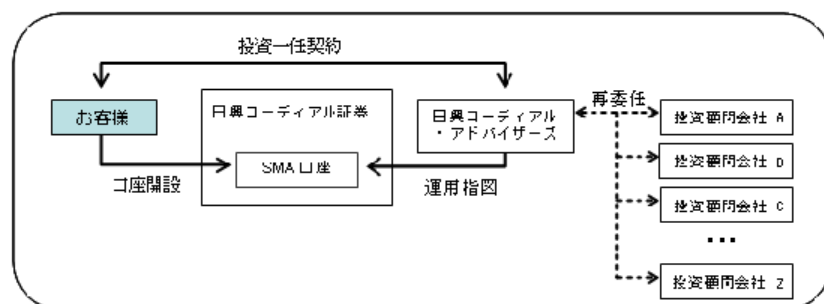 投資一任契約
お客様
日興コーディアル証券
日興コーディアル
・アドバイザーズ
再委任
投資顧問会社 A
SMA 口座
投資顧問会社 D
口座開設
運用指図
投資顧問会社 C
・・・
投資顧問会社 Z